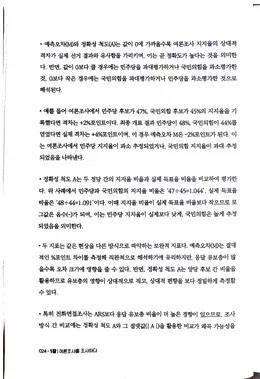 • 예측오차(M)와 정확성 척도(A)는 값이 0에 가까울수록 여론조사 지지율의 상대적
격차가 실제 선거 결과와 유사함을 가리키며, 이는 곧 정확도가 높다는 것을 의미한
다. 반면, 값이 0보다 클 경우에는 민주당을 과대평가하거나 국민의힘을 과소평가한
것, 0보다 작은 경우에는 국민의힘을 과대평가하거나 민주당을 과소평가한 것으로
해석된다.
• 예를 들어 여론조사에서 민주당 후보가 47%, 국민의힘 후보가 45%의 지지율을 기
록했다면 격차는 +2%포인트이다. 최종 개표 결과 민주당이 48%, 국민의힘이 44%를
얻었다면 실제 격차는 +4%포인트이며, 이 경우 예측오차 M은 -2%포인트가 된다. 이
는 여론조사에서 민주당 지지율이 과소 추정되었거나, 국민의힘 지지율이 과대 추정
되었음을 나타낸다.
• 정확성 척도 A는 두 정당 간의 지지율 비율과 실제 득표율 비율을 비교하여 평가한
다. 위 사례에서 민주당과 국민의힘의 지지율 비율은 '47÷45=1.044', 실제 득표율
비율은 '48÷44=1.091'이다. 이때 지지율 비율이 실제 득표율 비율보다 작으므로 로
그값은 음수(-)가 되며, 이는 민주당 지지율이 실제보다 낮게, 국민의힘은 높게 추정
되었음을 의미한다.
• 두 지표는 같은 현상을 다른 방식으로 파악하는 보완적 지표다. 예측오차(M)는 절대
적인 %포인트 차이를 측정해 직관적으로 해석하기에 유리하지만, 응답 유보층이 많
을수록 오차 크기에 영향을 줄 수 있다. 반면, 정확성 척도 A는 양당 후보 간 비율을
활용하므로 유보층의 영향이 상대적으로 적고, 상대적 편향을 보다 정밀하게 측정할
수 있다.
• 특히 전화면접조사는 ARS보다 응답 유보층 비율이 더 높은 경향이 있으므로, 조사
방식 간 비교에는 정확성 척도 A와 그 절댓값(| A |)을 활용한 비교가 왜곡 가능성을
024 · 1부 | 여론조사를 조사하다